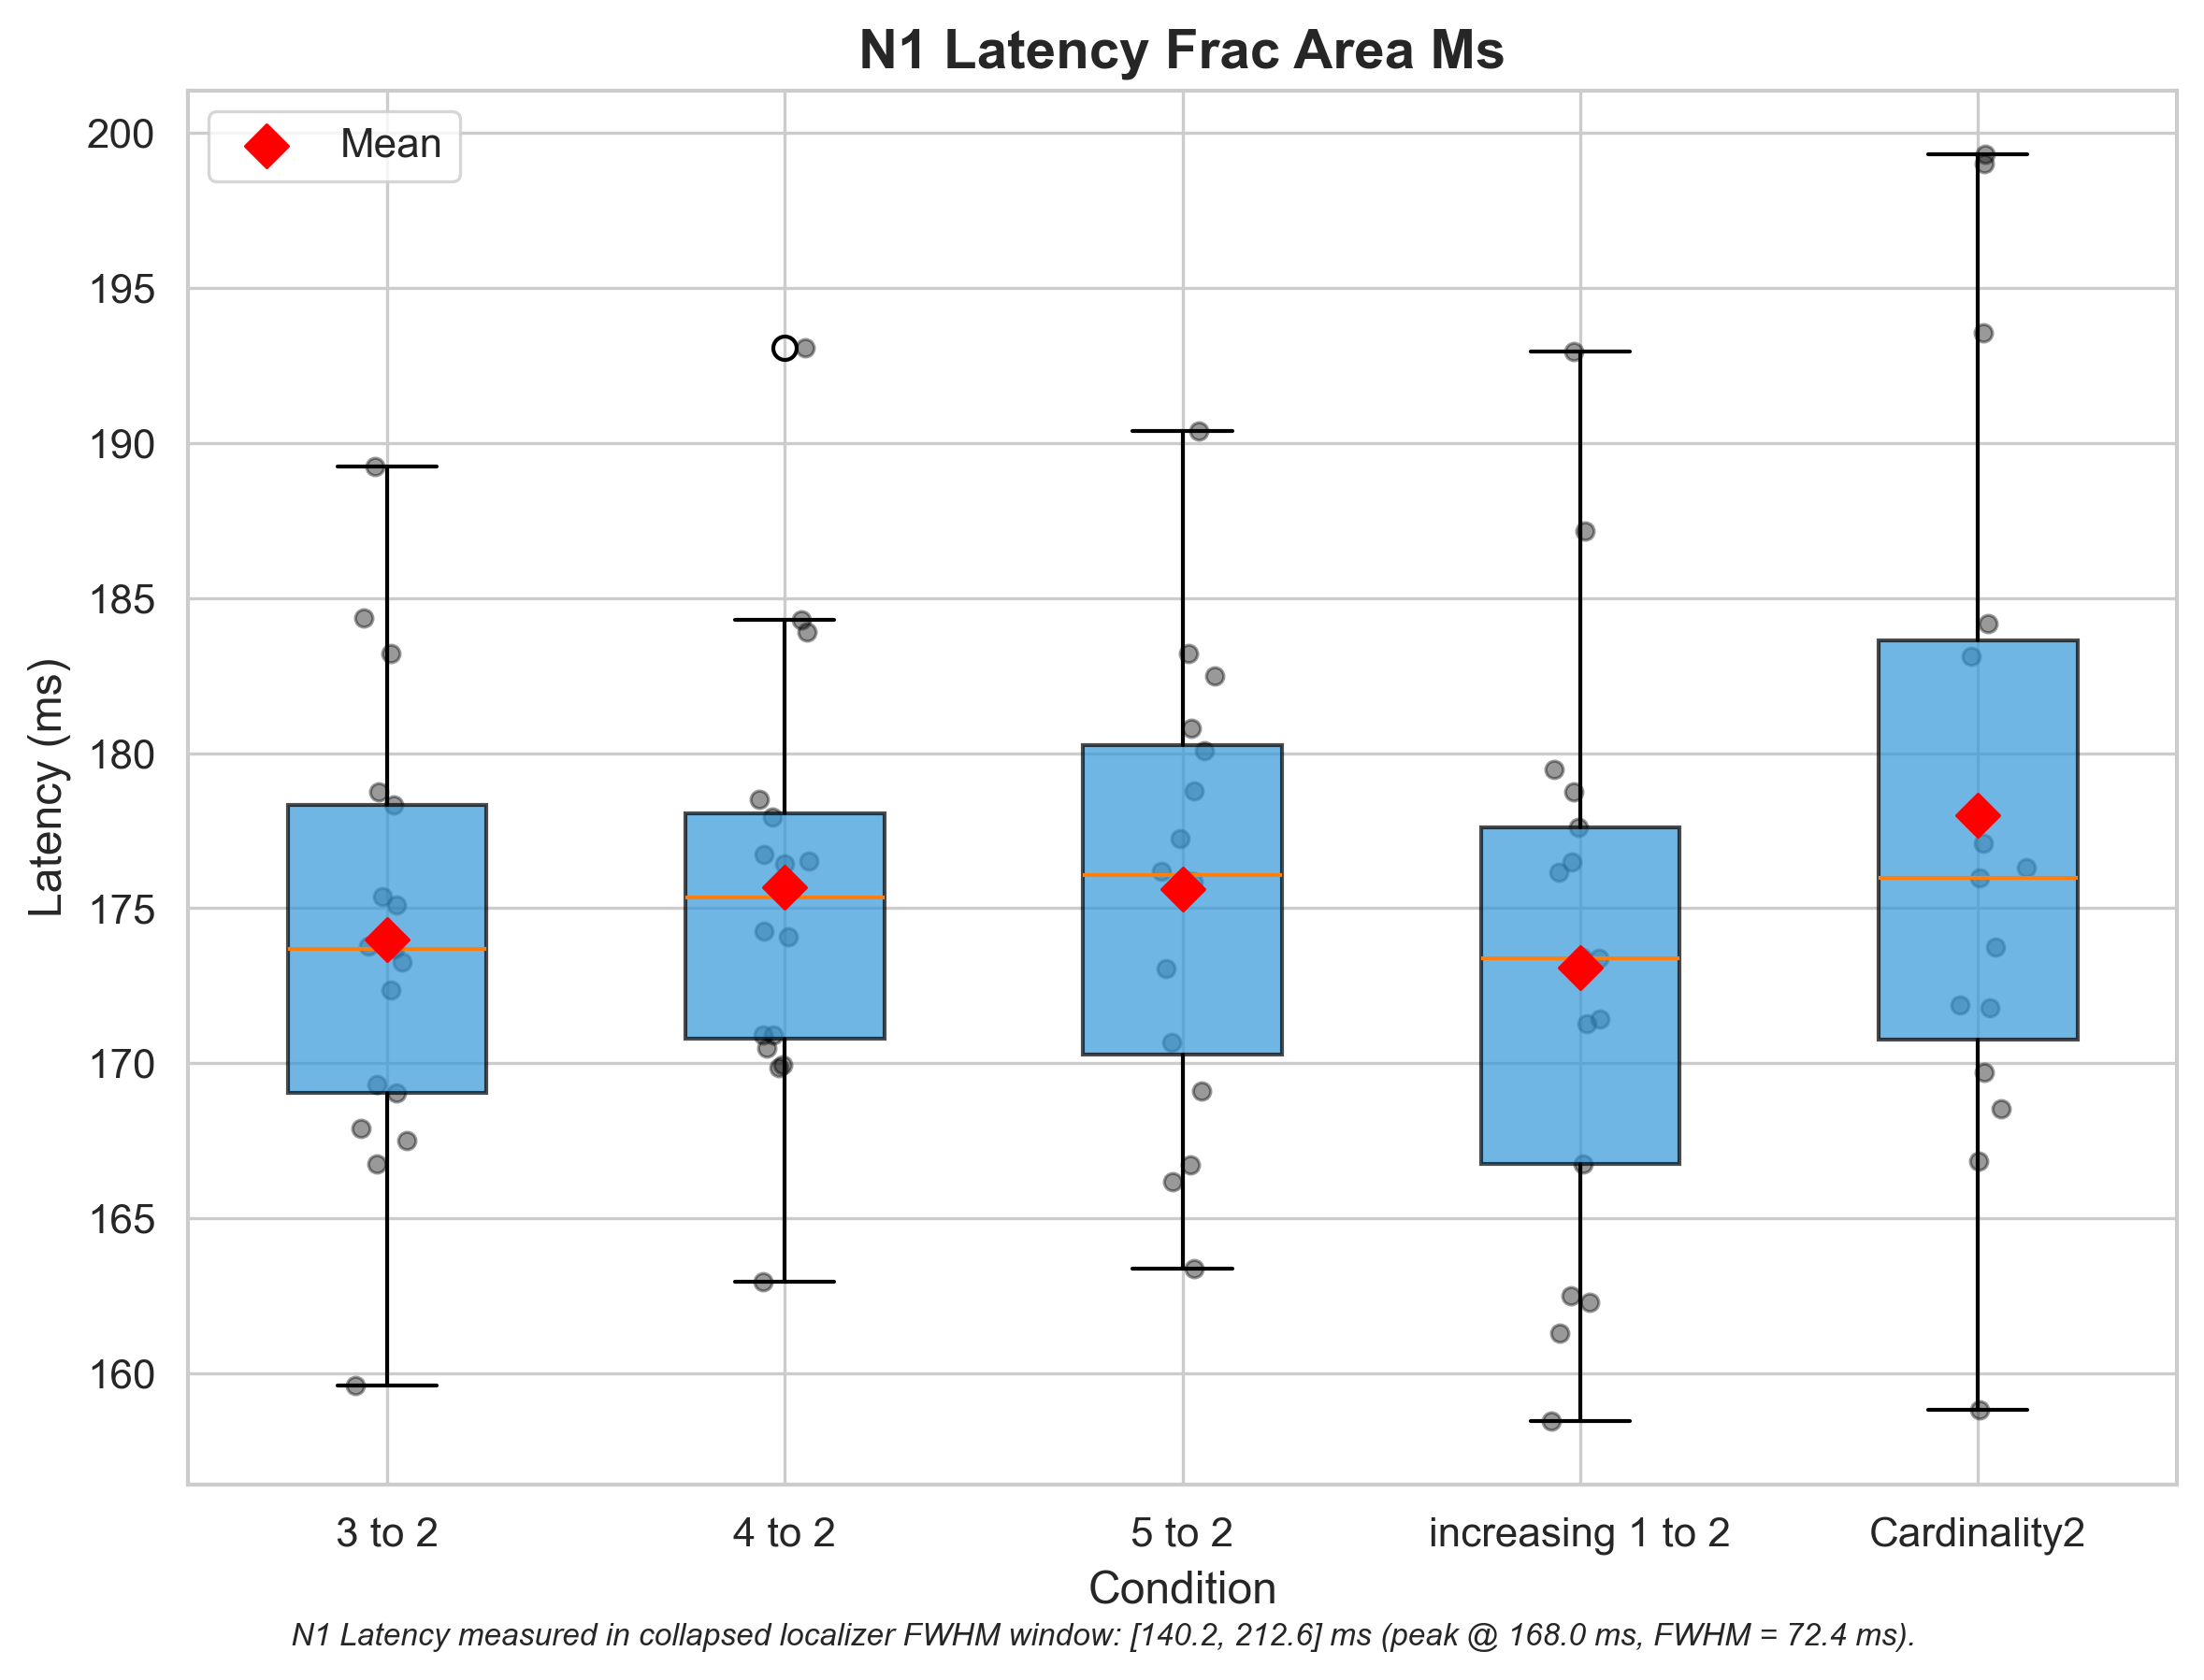 N1 Latency Frac Area Ms
Mean
200
195
190
185
180
175
170
165
160
Latency (ms)
3 to 2
4 to 2
5 to 2
increasing 1 to 2
Cardinality2
Condition
N1 Latency measured in collapsed localizer FWHM window: [140.2, 212.6] ms (peak @ 168.0 ms, FWHM = 72.4 ms).